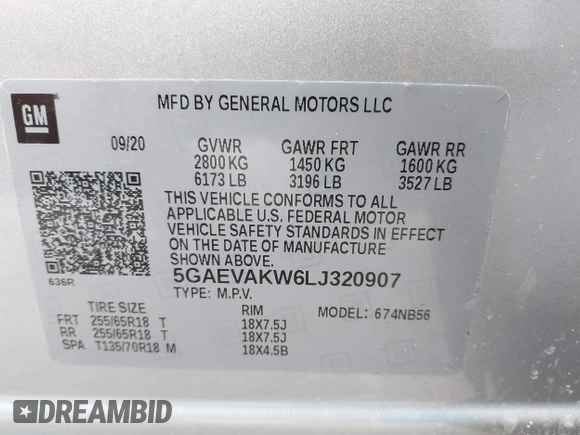 GM
MFD BY GENERAL MOTORS LLC
09/20 GVWR GAWR FRT GAWR RR
2800 KG 1450 KG 1600 KG
6173 LB 3196 LB 3527 LB
THIS VEHICLE CONFORMS TO ALL
APPLICABLE U.S. FEDERAL MOTOR
VEHICLE SAFETY STANDARDS IN EFFECT
ON THE DATE OF MANUFACTURE
SHOWN ABOVE.
5GAEVAKW6LJ320907
636R
TYPE: M.P.V.
TIRE SIZE RIM MODEL: 674NB56
FRT 255/65R18 T 18X7.5J
RR 255/65R18 T 18X7.5J
SPA T135/70R18 M 18X4.5B
DREAMBID